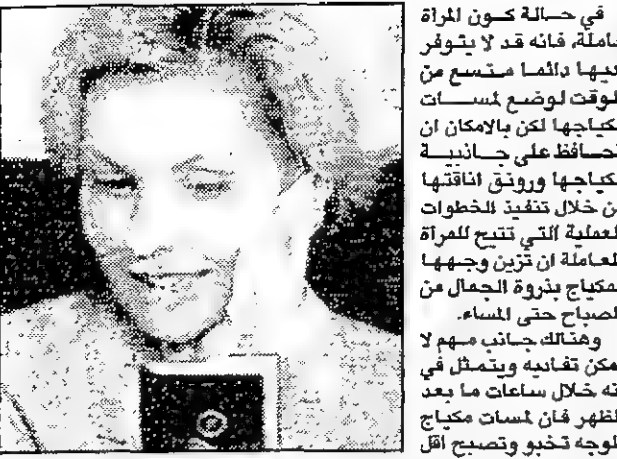 في حالة كون المراة
عاملة، فانه قد لا يتوفر
لديها دائما متسع من
الوقت لوضع لمسات
مكياجها لكن بالامكان ان
تحافظ على جاذبية
مكياجها ورونق اناقتها
من خلال تنفيذ الخطوات
العملية التي تتيح للمراة
العاملة ان تزين وجهها
بمكياج بذروة الجمال من
الصباح حتى المساء.
وهنالك جانب مهم لا
يمكن تفاديه ويتمثل في
انه خلال ساعات ما بعد
الظهر فان لمسات مكياج
الوجه تخبو وتصبح اقل